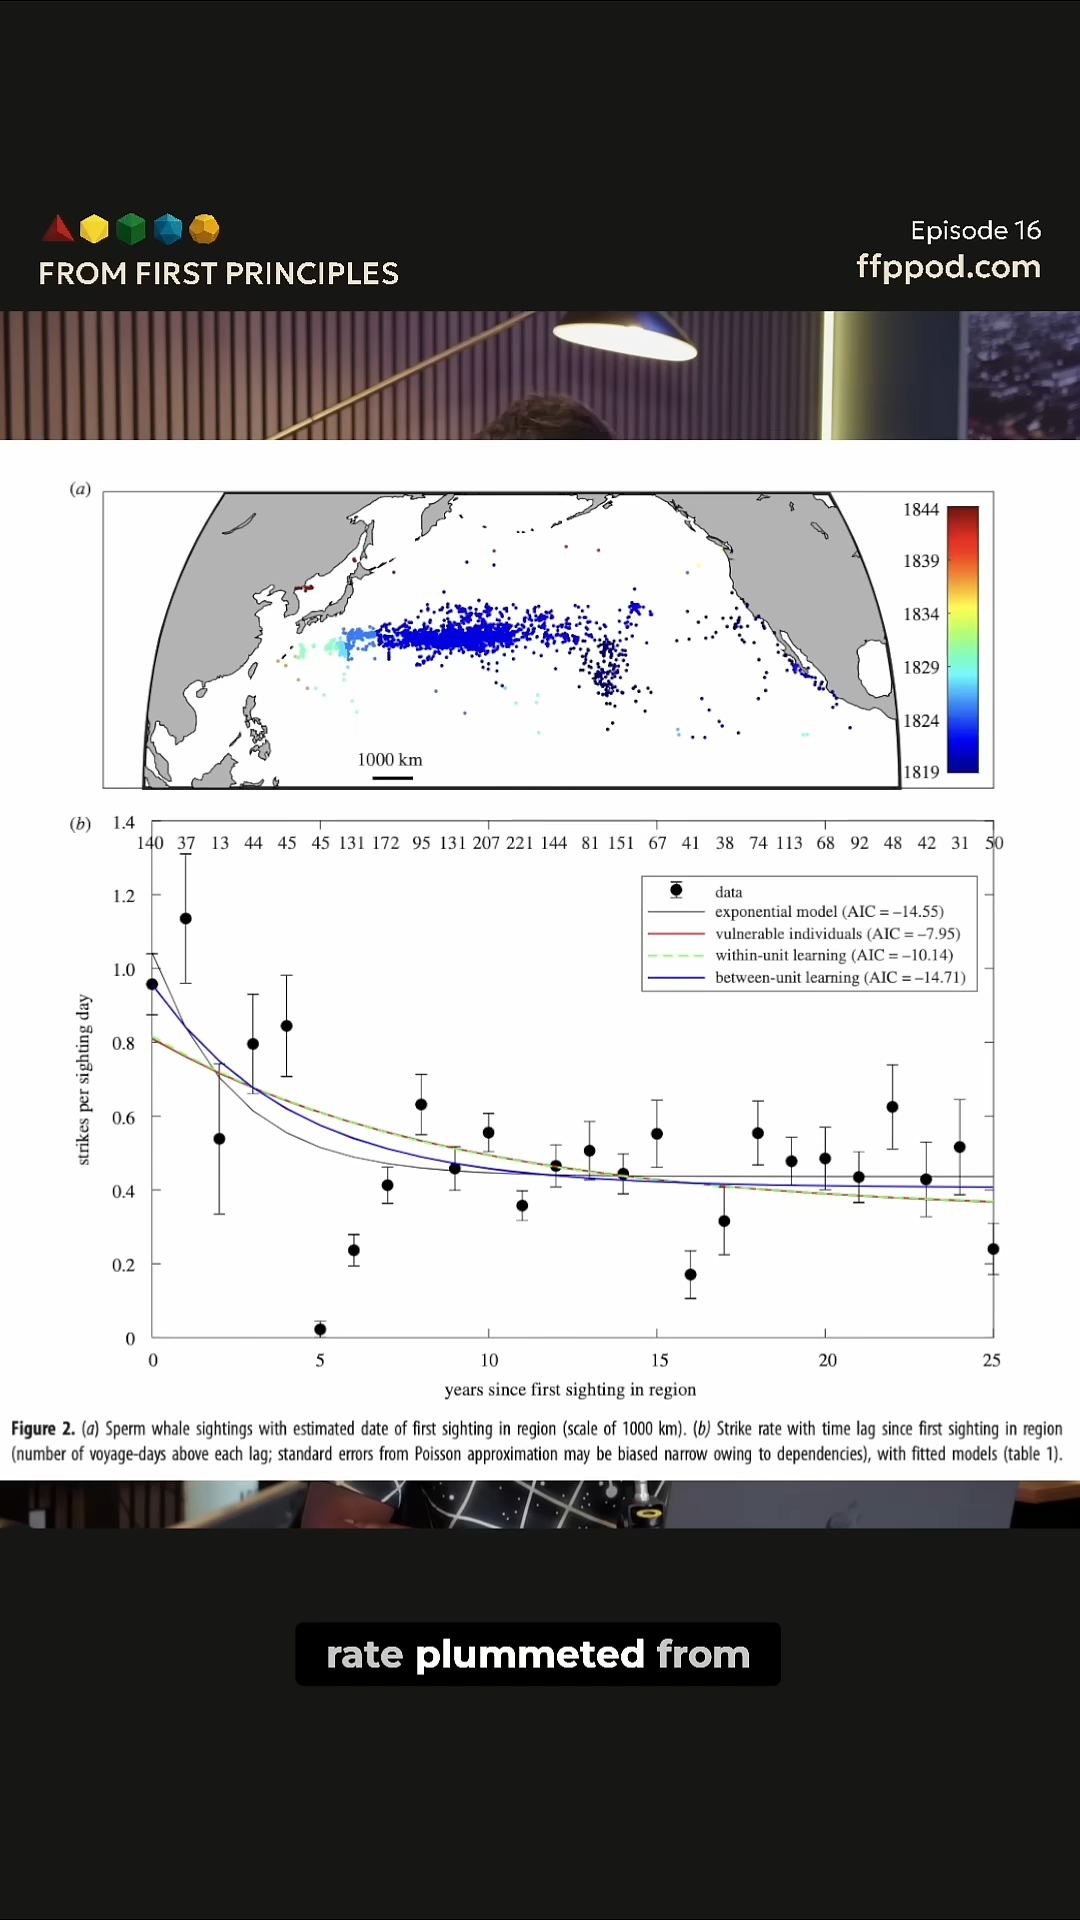 Episode 16
FROM FIRST PRINCIPLES
ffppod.com
(a)
1844
1839
1834
1829
1824
1819
1000 km
(b)
1.4
140 37 13 44 45 45 131 172 95 131 207 221 144 81 151 67 41 38 74 113 68 92 48 42 31 50
1.2
1.0
0.8
0.6
0.4
0.2
0
strikes per sighting day
data
exponential model (AIC = –14.55)
vulnerable individuals (AIC = –7.95)
within-unit learning (AIC = –10.14)
between-unit learning (AIC = –14.71)
0 5 10 15 20 25
years since first sighting in region
Figure 2. (a) Sperm whale sightings with estimated date of first sighting in region (scale of 1000 km). (b) Strike rate with time lag since first sighting in region
(number of voyage-days above each lag; standard errors from Poisson approximation may be biased narrow owing to dependencies), with fitted models (table 1).
rate plummeted from